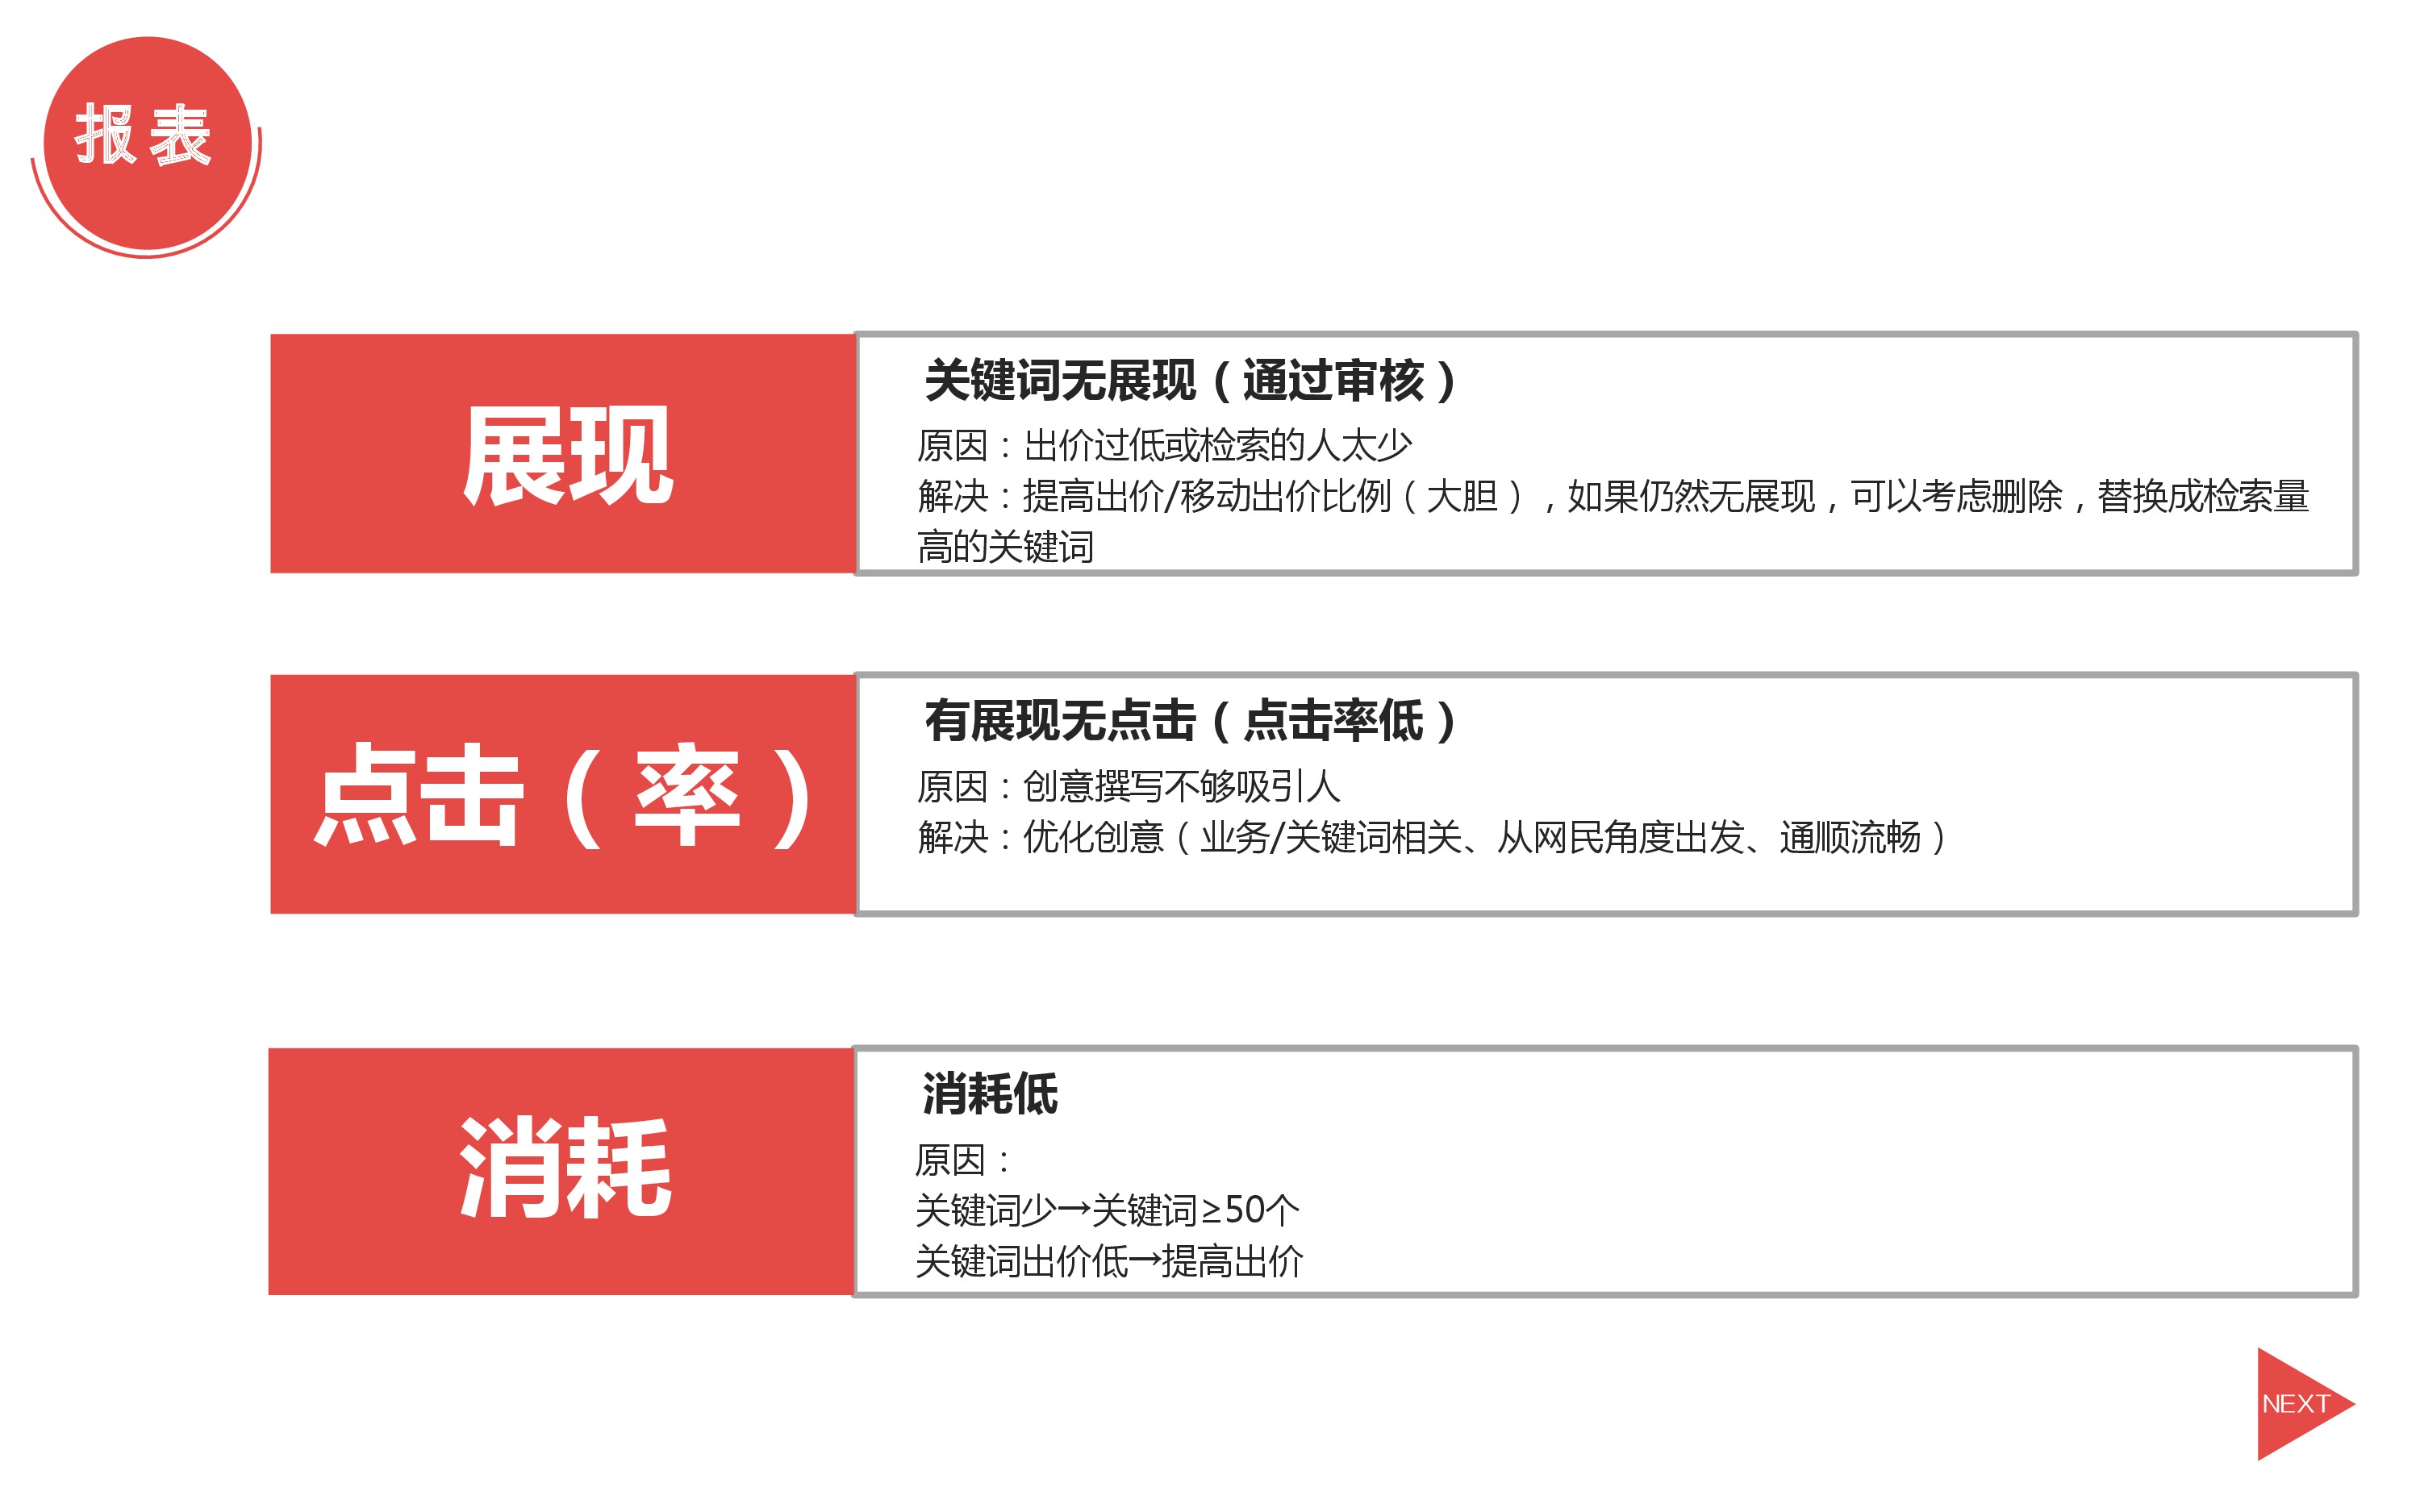 报表
展现
关键词无展现（通过审核）
原因：出价过低或检索的人太少
解决：提高出价/移动出价比例（大胆），如果仍然无展现，可以考虑删除，替换成检索量
高的关键词
点击（率）
有展现无点击（点击率低）
原因：创意撰写不够吸引人
解决：优化创意（业务/关键词相关、从网民角度出发、通顺流畅）
消耗
消耗低
原因：
关键词少→关键词≥50个
关键词出价低→提高出价
NEXT